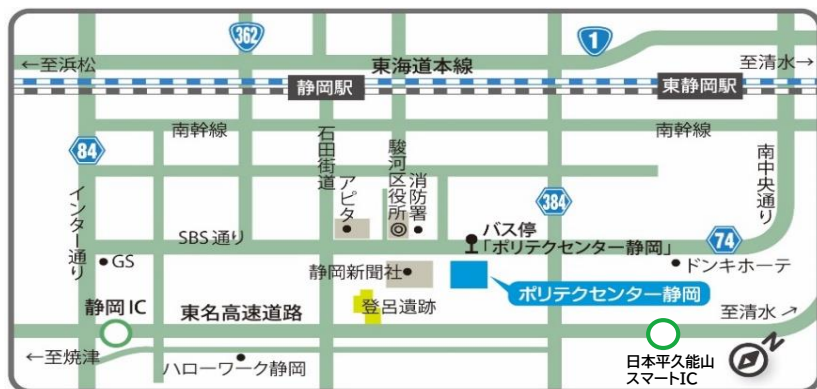 362
1
←至浜松
東海道本線
至清水→
静岡駅
東静岡駅
南幹線
南幹線
84
石田街道
駿河区役所
消防署
アピタ
南中央通り
インター通り
384
バス停
「ポリテクセンター静岡」
74
SBS通り
GS
静岡新聞社
ドンキホーテ
ポリテクセンター静岡
静岡IC
東名高速道路
登呂遺跡
至清水↗
←至焼津
ハローワーク静岡
日本平久能山
スマートIC
N